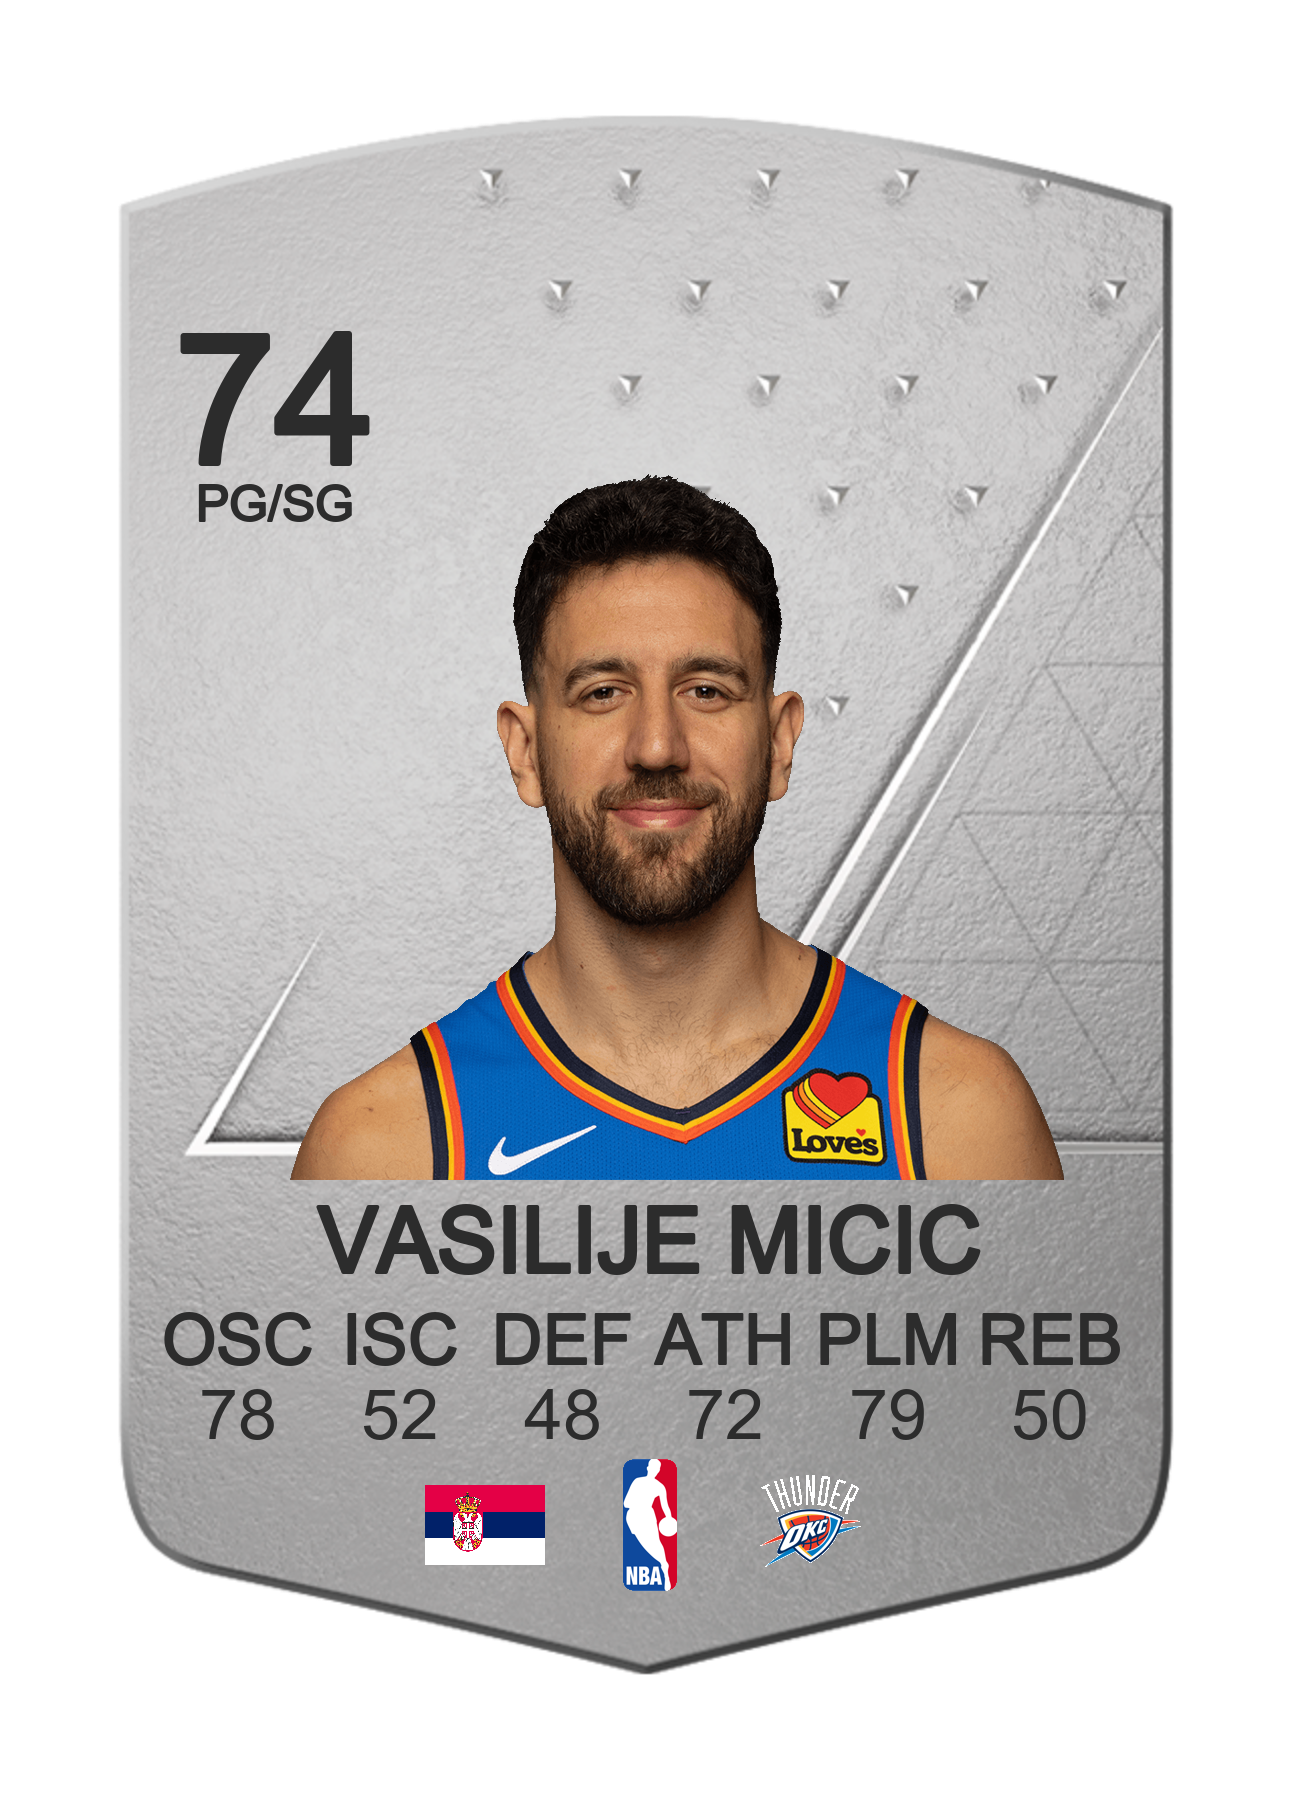 74
PG/SG
Loves
VASILIJE MICIC
OSC ISC DEF ATH PLM REB
78 52 48 72 79 50
NBA
THUNDER
OKC